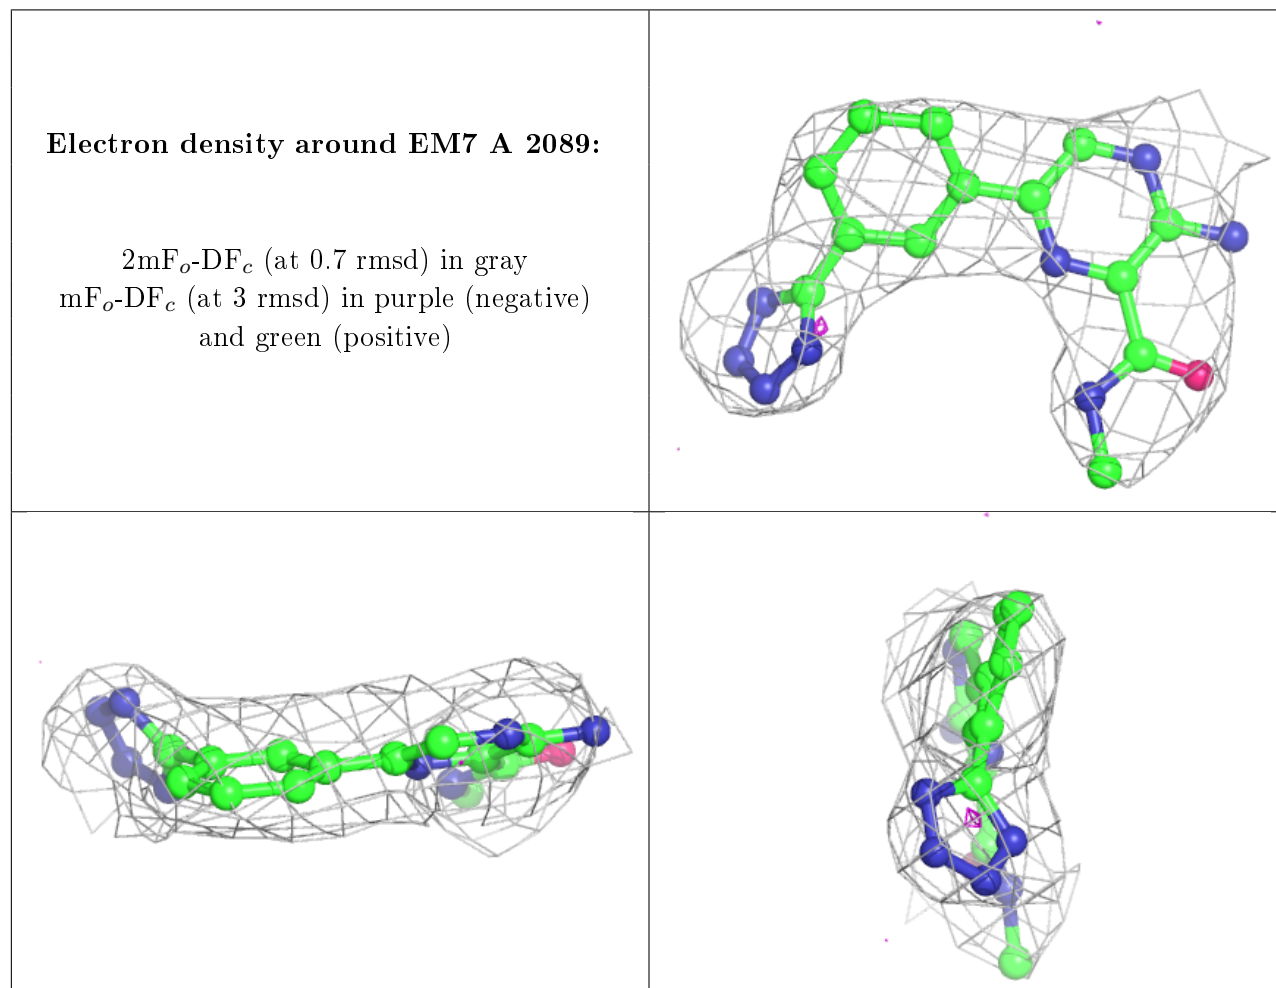 Electron density around EM7 A 2089:
2mFo-DFc (at 0.7 rmsd) in gray
mFo-DFc (at 3 rmsd) in purple (negative)
and green (positive)